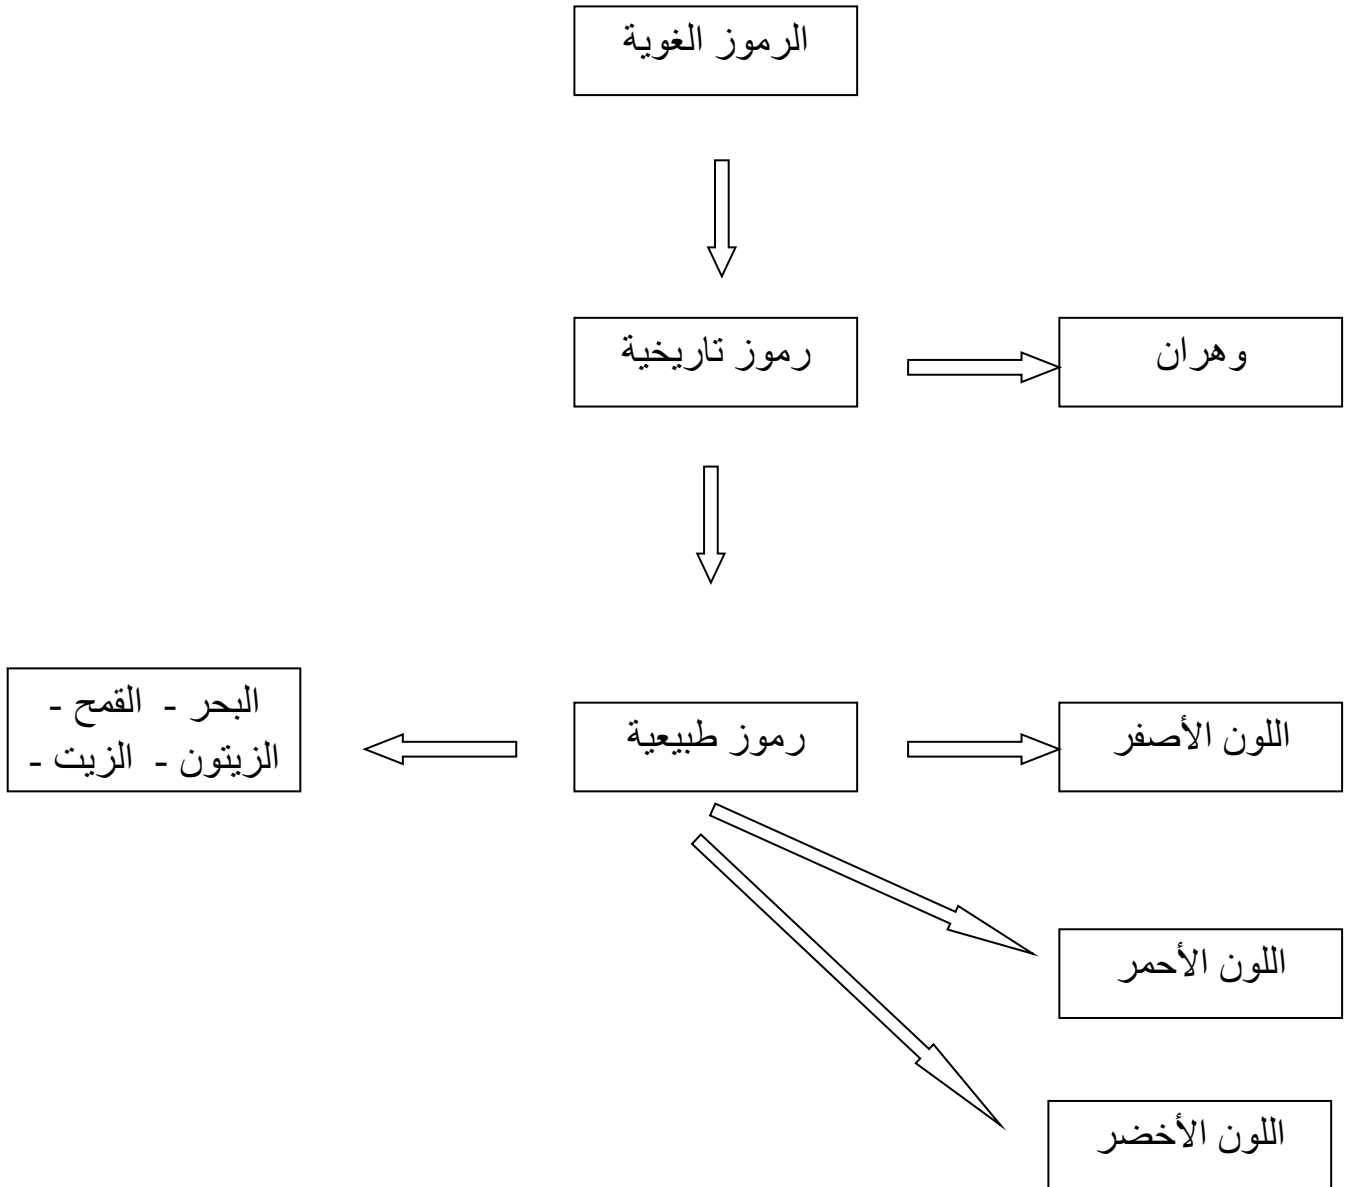 الرموز الغوية
رموز تاريخية
وهران
رموز طبيعية
اللون الأصفر
البحر - القمح -
الزيتون - الزيت -
اللون الأحمر
اللون الأخضر